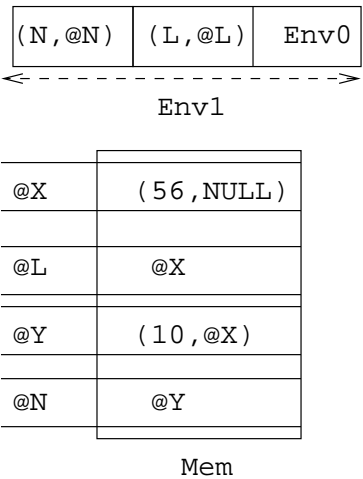 (N,@N) (L,@L) Env0
Env1
@X (56,NULL)
@L @X
@Y (10,@X)
@N @Y
Mem